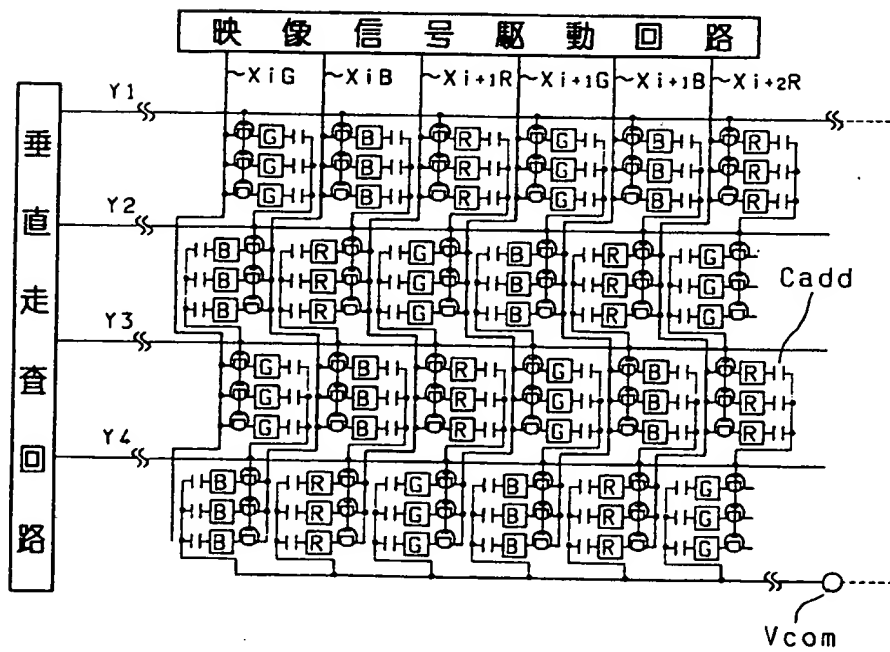 映像信号駆動回路
XiG XiB Xi+1R Xi+1G Xi+1B Xi+2R
垂直走査回路
Y1
G B R G B R
G B R G B R
G B R G B R
Y2
B R G B R G
B R G B R G
B R G B R G
Cadd
Y3
G B R G B R
G B R G B R
G B R G B R
Y4
B R G B R G
B R G B R G
B R G B R G
Vcom